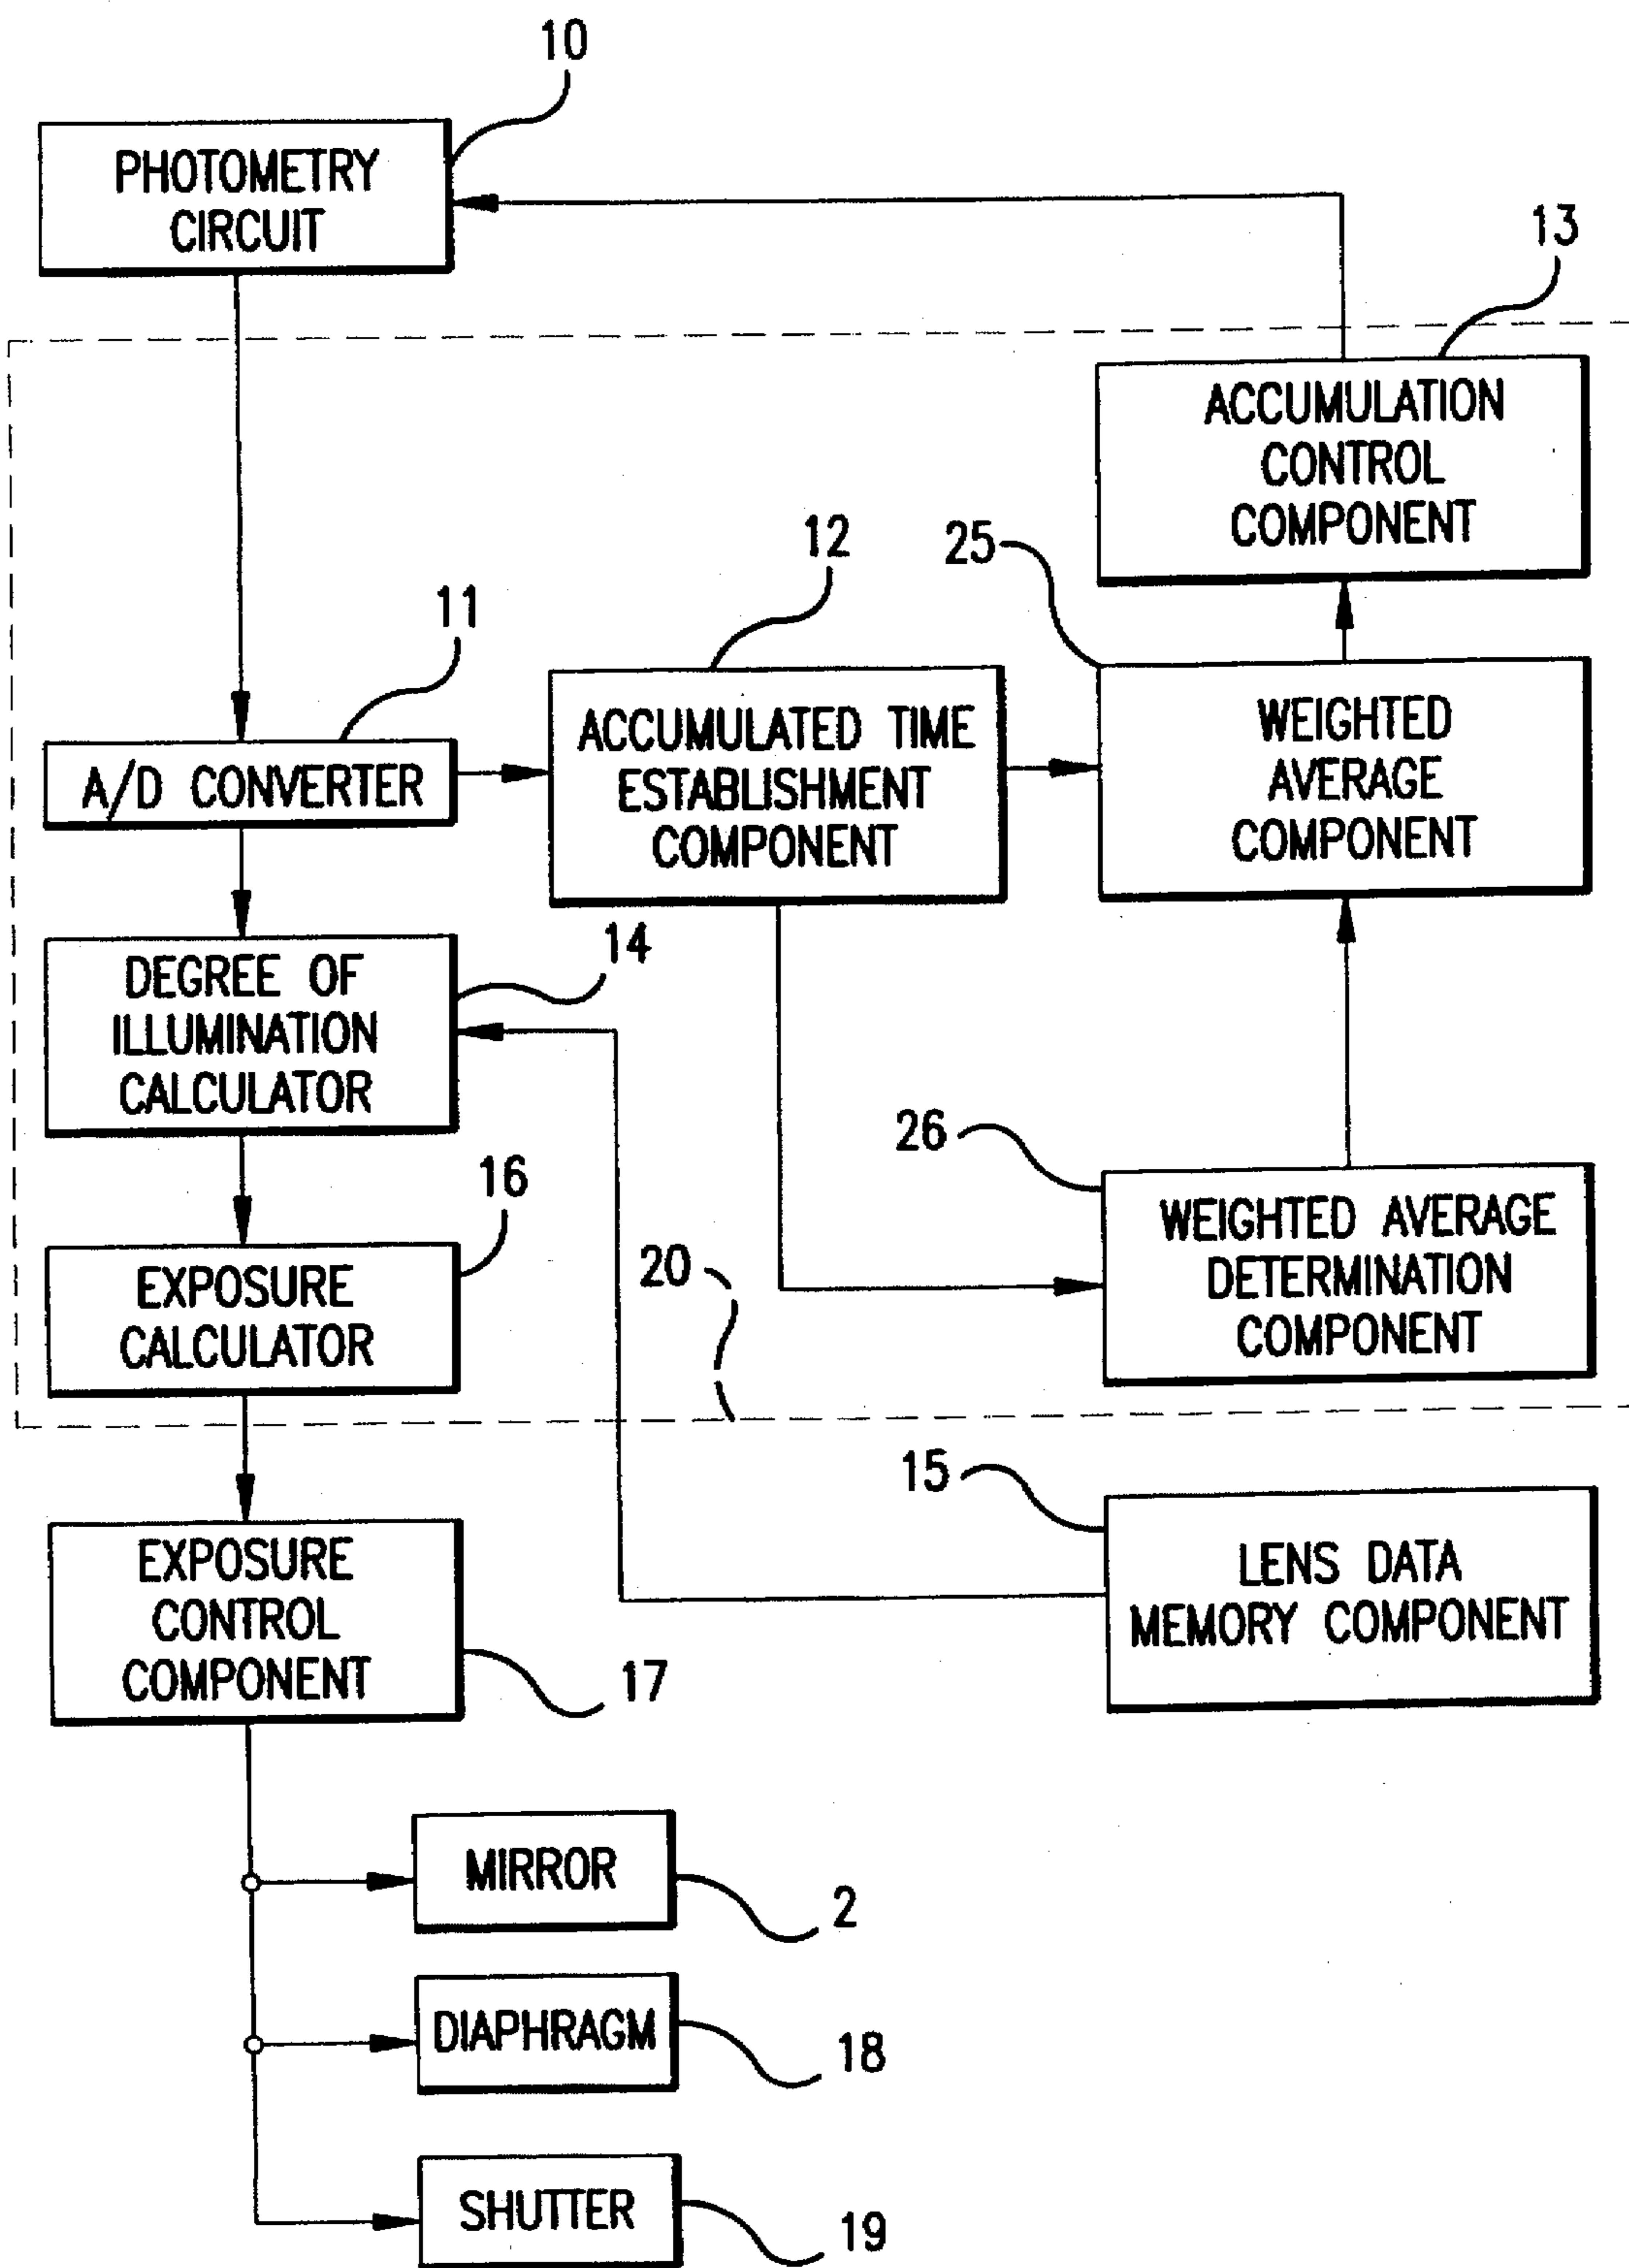 10
PHOTOMETRY
CIRCUIT
13
ACCUMULATION
CONTROL
COMPONENT
12
25
11
ACCUMULATED TIME
ESTABLISHMENT
COMPONENT
WEIGHTED
AVERAGE
COMPONENT
A/D CONVERTER
14
DEGREE OF
ILLUMINATION
CALCULATOR
26
16
WEIGHTED AVERAGE
DETERMINATION
COMPONENT
20
EXPOSURE
CALCULATOR
15
LENS DATA
MEMORY COMPONENT
EXPOSURE
CONTROL
COMPONENT
17
MIRROR
2
DIAPHRAGM
18
SHUTTER
19